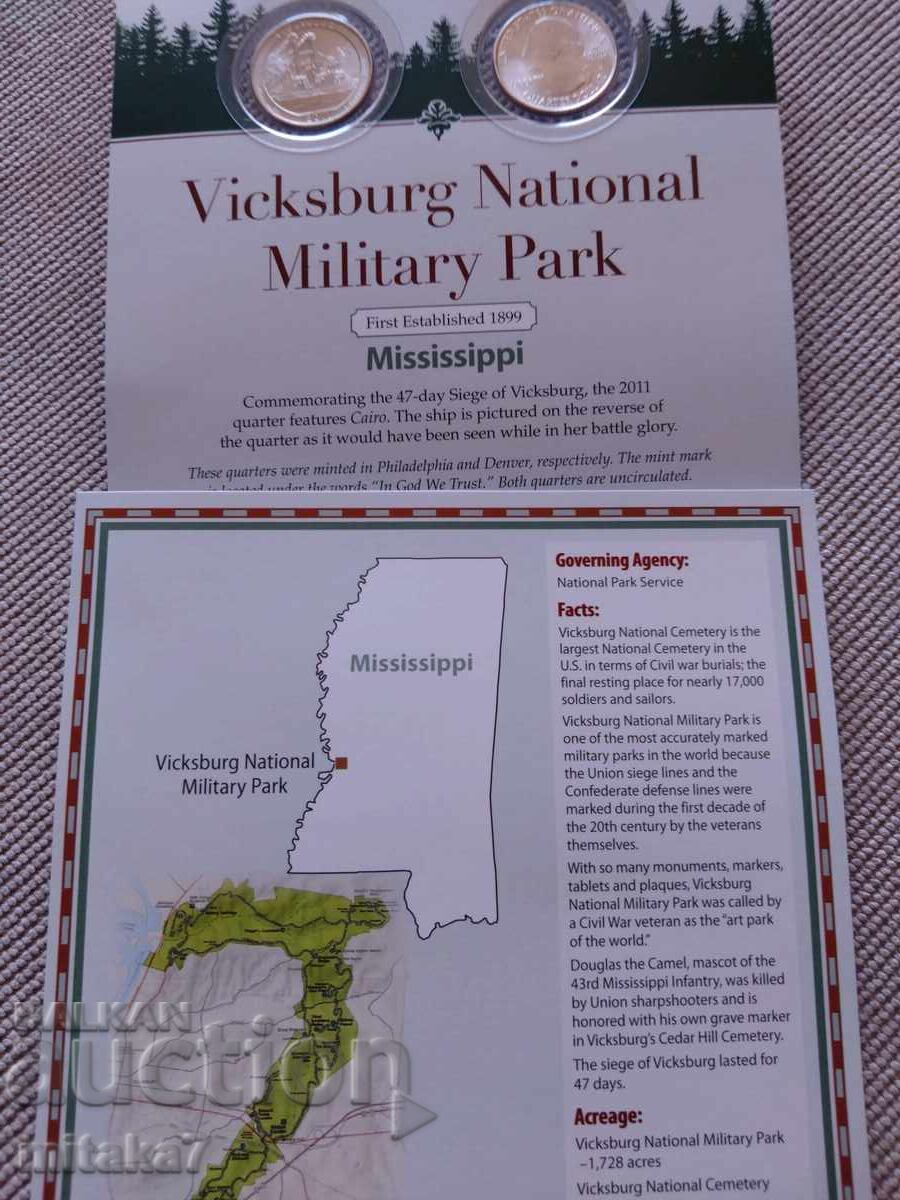 Vicksburg National
Military Park
First Established 1899
Mississippi
Commemorating the 47-day Siege of Vicksburg, the 2011
quarter features Cairo. The ship is pictured on the reverse of
the quarter as it would have been seen while in her battle glory.
These quarters were minted in Philadelphia and Denver, respectively. The mint mark
is located under the words “In God We Trust.” Both quarters are uncirculated.
Mississippi
Vicksburg National
Military Park
Governing Agency:
National Park Service
Facts:
Vicksburg National Cemetery is the
largest National Cemetery in the
U.S. in terms of Civil war burials; the
final resting place for nearly 17,000
soldiers and sailors.
Vicksburg National Military Park is
one of the most accurately marked
military parks in the world because
the Union siege lines and the
Confederate defense lines were
marked during the first decade of
the 20th century by the veterans
themselves.
With so many monuments, markers,
tablets and plaques, Vicksburg
National Military Park was called by
a Civil War veteran as the “art park
of the world.”
Douglas the Camel, mascot of the
43rd Mississippi Infantry, was killed
by Union sharpshooters and is
honored with his own grave marker
in Vicksburg’s Cedar Hill Cemetery.
The siege of Vicksburg lasted for
47 days.
Acreage:
Vicksburg National Military Park
–1,728 acres
Vicksburg National Cemetery
BALKAN
auction
mitaka7